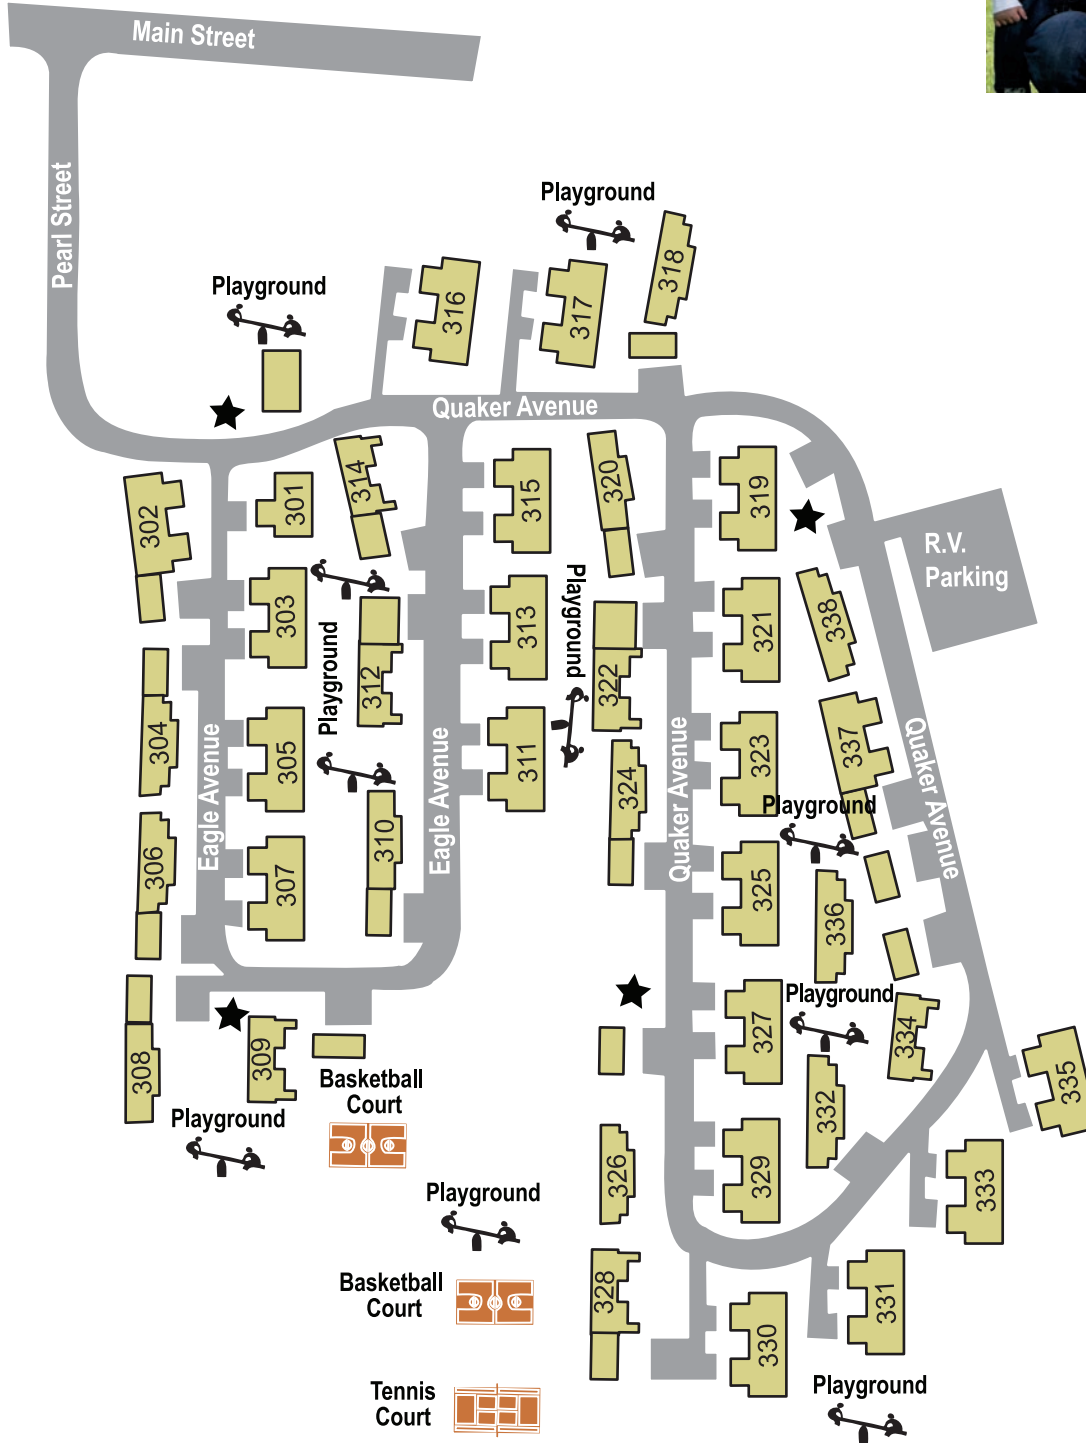 Main Street
Pearl Street
Playground
318
Playground
316
317
Quaker Avenue
314
320
319
302
301
315
R.V.
Parking
303
Playground
313
Playground
321
338
312
322
304
305
Eagle Avenue
Eagle Avenue
311
324
Quaker Avenue
323
337
Quaker Avenue
Playground
306
307
310
325
336
Playground
327
334
308
309
Basketball
Court
332
335
Playground
326
329
333
Playground
Basketball
Court
328
330
331
Tennis
Court
Playground